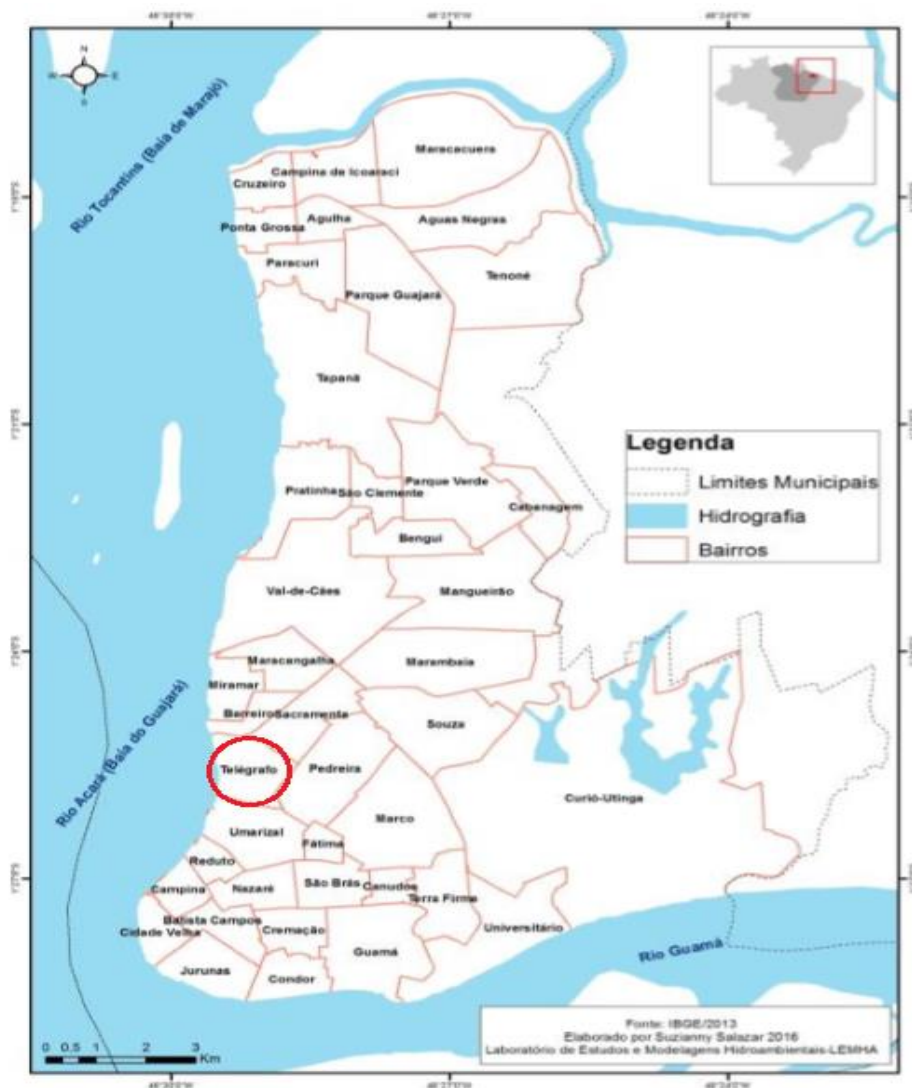 N
W
E
S
Rio Tocantins (Baía de Marajó)
Maracacuera
Campina de Icoaraci
Cruzeiro
Ponta Grossa
Agulha
Aguas Negras
Paracuri
Tenoné
Parque Guajará
Tapanã
Legenda
Limites Municipais
Hidrografia
Bairros
Pratinha
São Clemente
Parque Verde
Cabanagem
Bengui
Val-de-Cães
Mangueirão
Maracangalha
Marambaia
Miramar
Barreiro
Sacramenta
Souza
Rio Acará (Baía do Guajará)
Telégrafo
Pedreira
Curió-Utinga
Marco
Umarizal
Fátima
Reduto
Campina
Nazaré
São Brás
Canudos
Terra Firme
Batista Campos
Cidade Velha
Cremação
Universitário
Guamá
Rio Guamá
Jurunas
Condor
0 0,5 1 2 3
Km
Fonte: IBGE/2013
Elaborado por Suzianny Salazar 2016
Laboratório de Estudos e Modelagens Hidroambientais-LEMHA